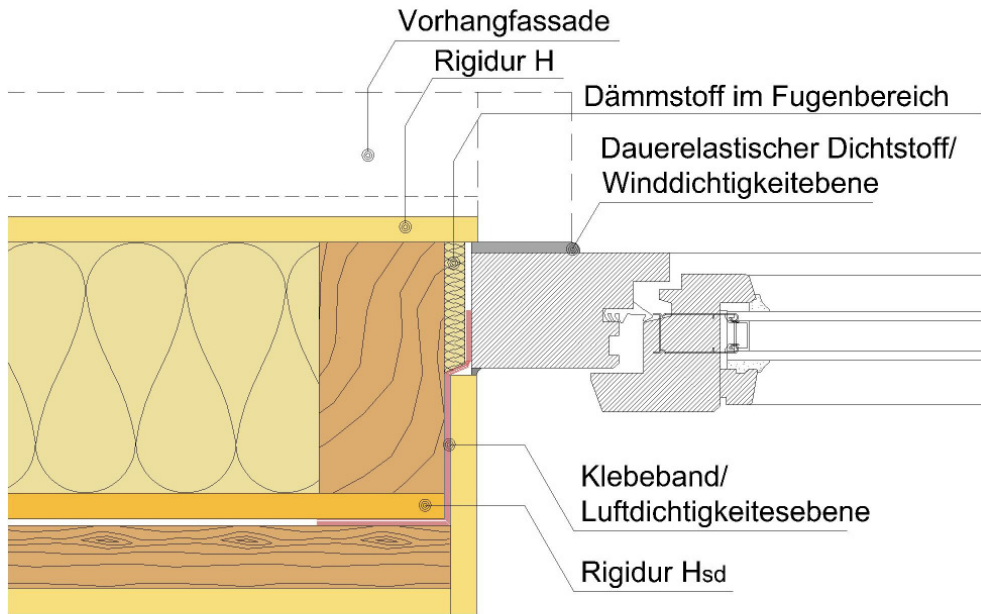 Vorhangfassade
Rigidur H
Dämmstoff im Fugenbereich
Dauerelastischer Dichtstoff/
Winddichtigkeitebene
Klebeband/
Luftdichtigkeitesebene
Rigidur Hsd